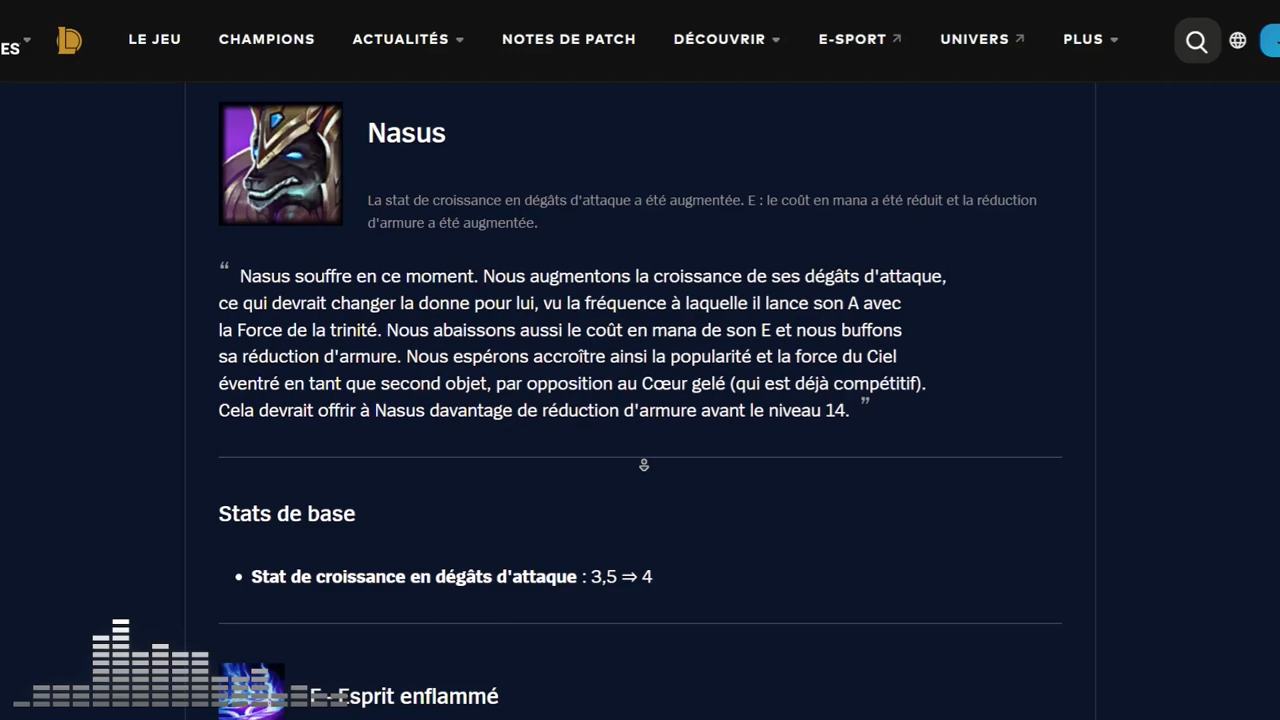 ES
LE JEU CHAMPIONS ACTUALITÉS NOTES DE PATCH DÉCOUVRIR E-SPORT UNIVERS PLUS
Nasus
La stat de croissance en dégâts d'attaque a été augmentée. E : le coût en mana a été réduit et la réduction
d'armure a été augmentée.
“ Nasus souffre en ce moment. Nous augmentons la croissance de ses dégâts d'attaque,
ce qui devrait changer la donne pour lui, vu la fréquence à laquelle il lance son A avec
la Force de la trinité. Nous abaissons aussi le coût en mana de son E et nous buffons
sa réduction d'armure. Nous espérons accroître ainsi la popularité et la force du Ciel
éventré en tant que second objet, par opposition au Cœur gelé (qui est déjà compétitif).
Cela devrait offrir à Nasus davantage de réduction d'armure avant le niveau 14. ”
Stats de base
• Stat de croissance en dégâts d'attaque : 3,5 ⇒ 4
E - Esprit enflammé